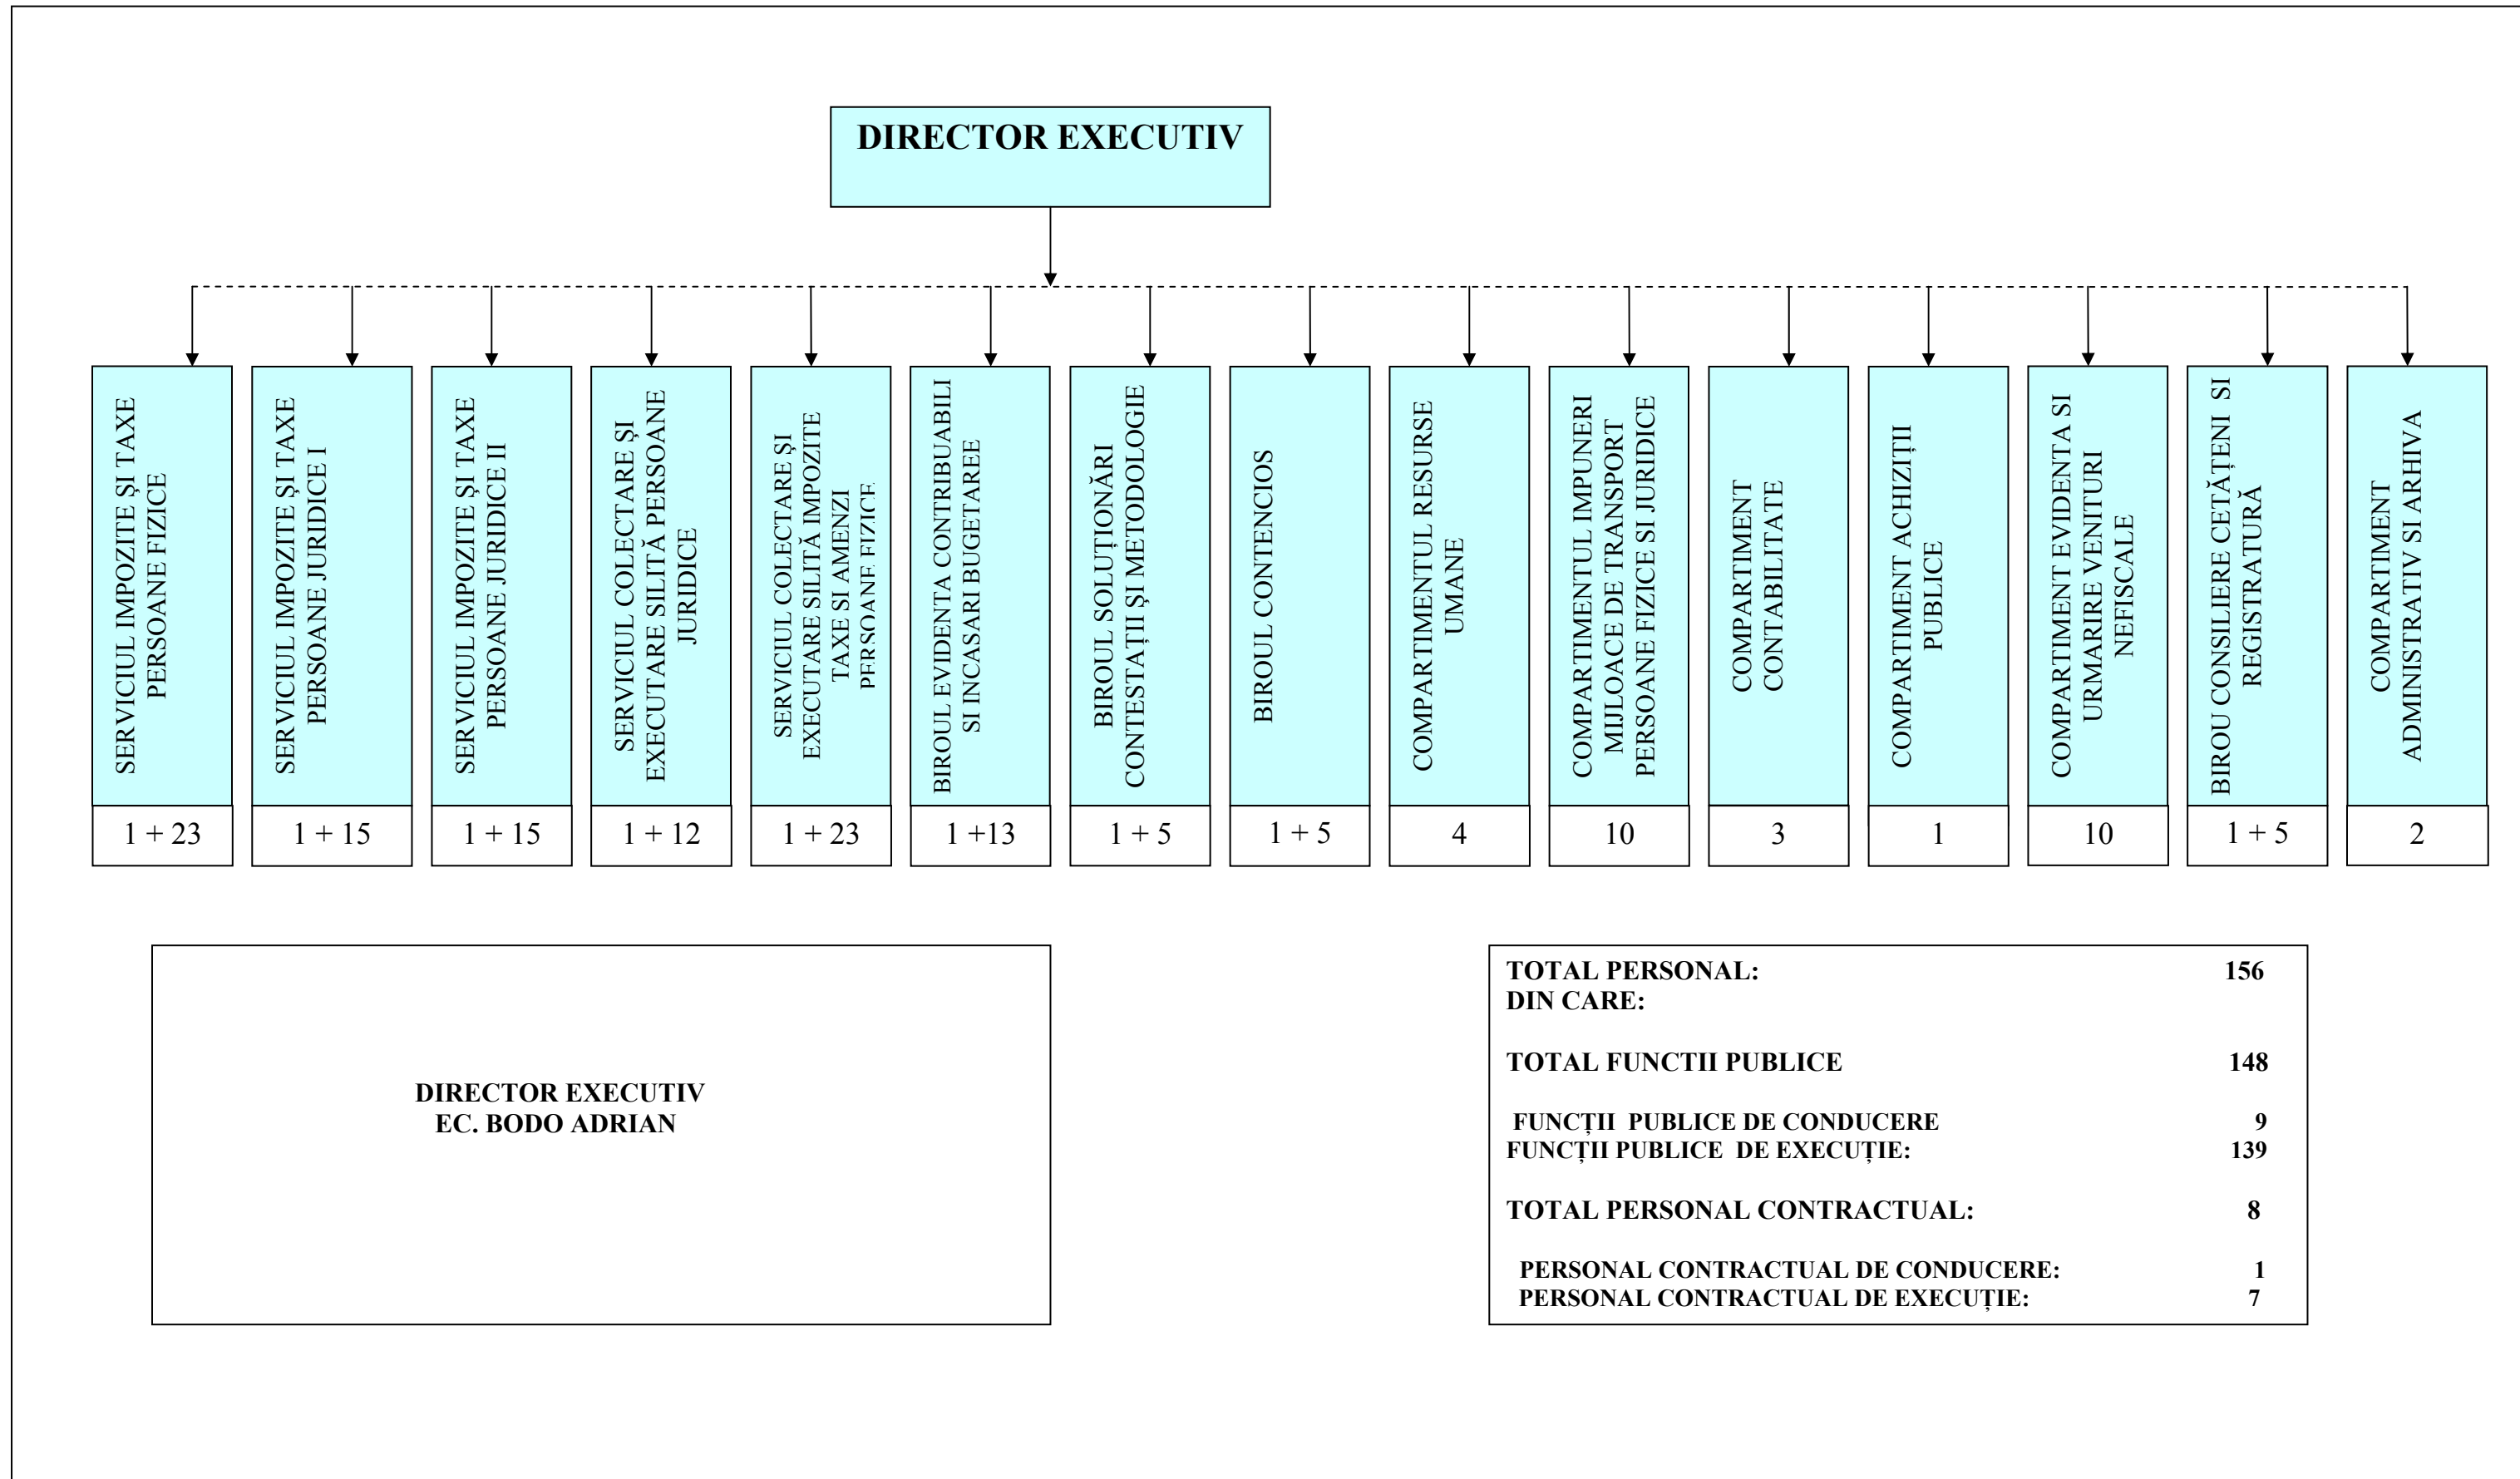 DIRECTOR EXECUTIV
SERVICIUL IMPOZITE ȘI TAXE
PERSOANE FIZICE
SERVICIUL IMPOZITE ȘI TAXE
PERSOANE JURIDICE I
SERVICIUL IMPOZITE ȘI TAXE
PERSOANE JURIDICE II
SERVICIUL COLECTARE ȘI
EXECUTARE SILITĂ PERSOANE
JURIDICE
SERVICIUL COLECTARE ȘI
EXECUTARE SILITĂ IMPOZITE
TAXE SI AMENZI
PERSOANE FIZICE
BIROUL EVIDENTA CONTRIBUABILI
SI INCASARI BUGETAREE
BIROUL SOLUȚIONĂRI
CONTESTAȚII ȘI METODOLOGIE
BIROUL CONTENCIOS
COMPARTIMENTUL RESURSE
UMANE
COMPARTIMENTUL IMPUNERI
MIJLOACE DE TRANSPORT
PERSOANE FIZICE SI JURIDICE
COMPARTIMENT
CONTABILITATE
COMPARTIMENT ACHIZIȚII
PUBLICE
COMPARTIMENT EVIDENTA SI
URMARIRE VENITURI
NEFISCALE
BIROU CONSILIERE CETĂȚENI SI
REGISTRATURĂ
COMPARTIMENT
ADMINISTRATIV SI ARHIVA
1 + 23
1 + 15
1 + 15
1 + 12
1 + 23
1 +13
1 + 5
1 + 5
4
10
3
1
10
1 + 5
2
DIRECTOR EXECUTIV
EC. BODO ADRIAN
TOTAL PERSONAL: 156
DIN CARE:
TOTAL FUNCTII PUBLICE 148
FUNCȚII PUBLICE DE CONDUCERE 9
FUNCȚII PUBLICE DE EXECUȚIE: 139
TOTAL PERSONAL CONTRACTUAL: 8
PERSONAL CONTRACTUAL DE CONDUCERE: 1
PERSONAL CONTRACTUAL DE EXECUȚIE: 7